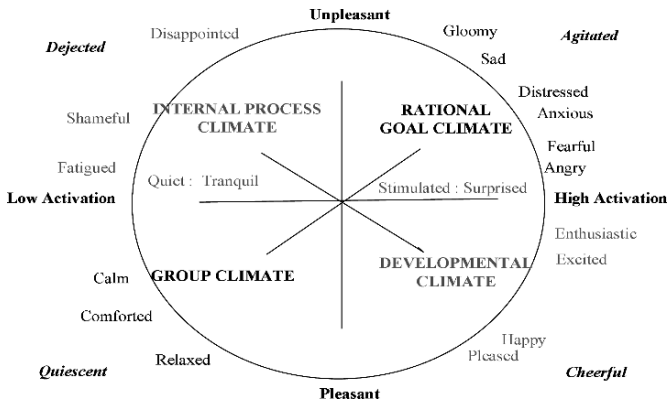 Unpleasant
Disappointed
Gloomy
Agitated
Dejected
Sad
Distressed
Anxious
INTERNAL PROCESS
CLIMATE
RATIONAL
GOAL CLIMATE
Shameful
Fearful
Fatigued
Angry
Quiet : Tranquil
Stimulated : Surprised
Low Activation
High Activation
Enthusiastic
Excited
Calm
GROUP CLIMATE
DEVELOPMENTAL
CLIMATE
Comforted
Happy
Pleased
Relaxed
Quiescent
Cheerful
Pleasant